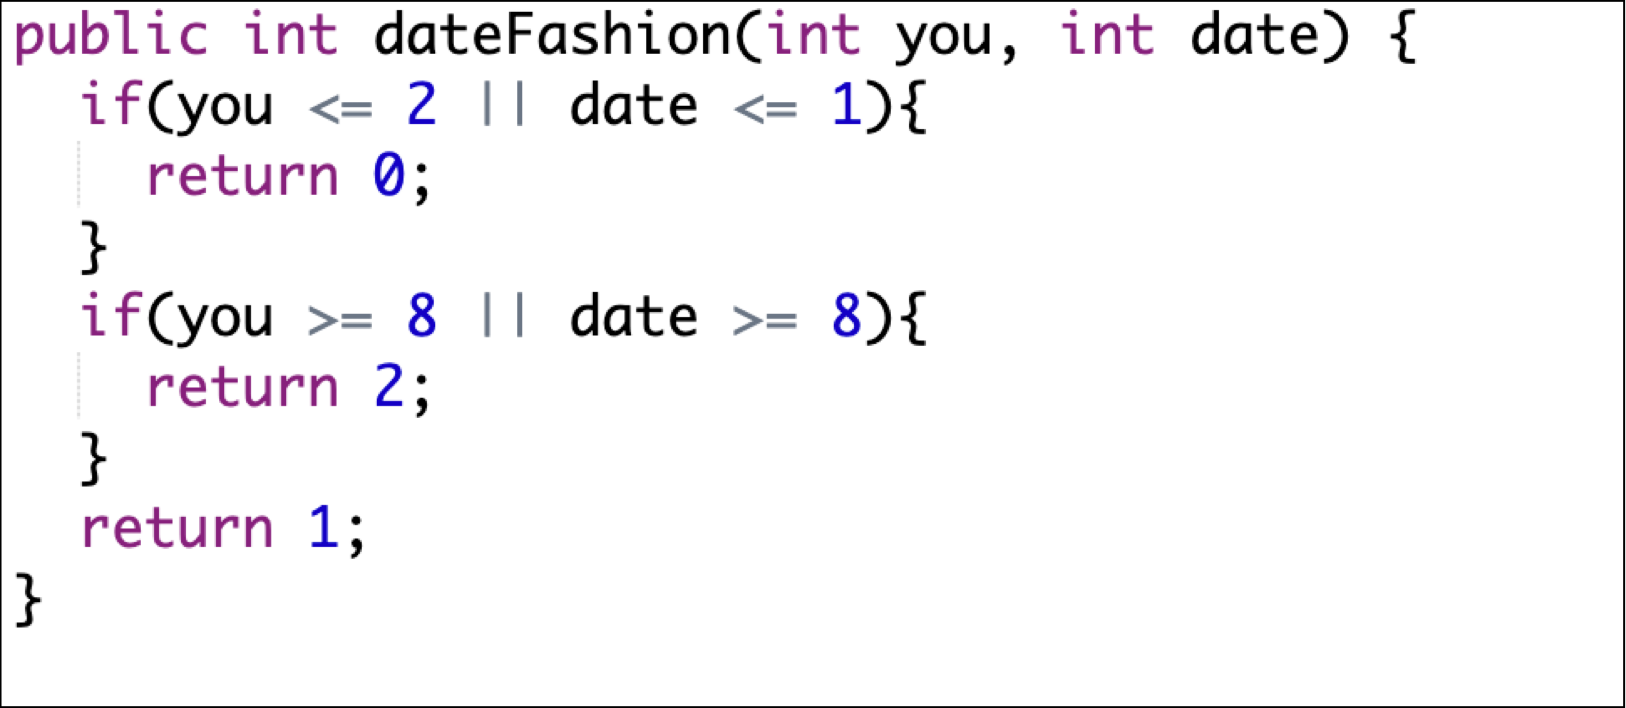 public int dateFashion(int you, int date) {
  if(you <= 2 || date <= 1){
    return 0;
  }
  if(you >= 8 || date >= 8){
    return 2;
  }
  return 1;
}